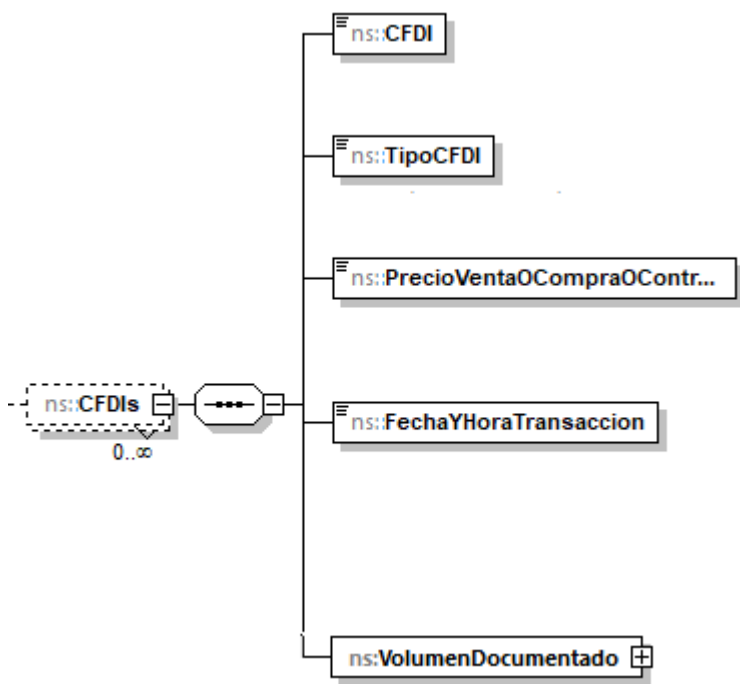 ns::CFDI
ns::TipoCFDI
ns::PrecioVentaOCompraOContr...
ns::CFDIs
0..∞
ns::FechaYHoraTransaccion
ns:VolumenDocumentado